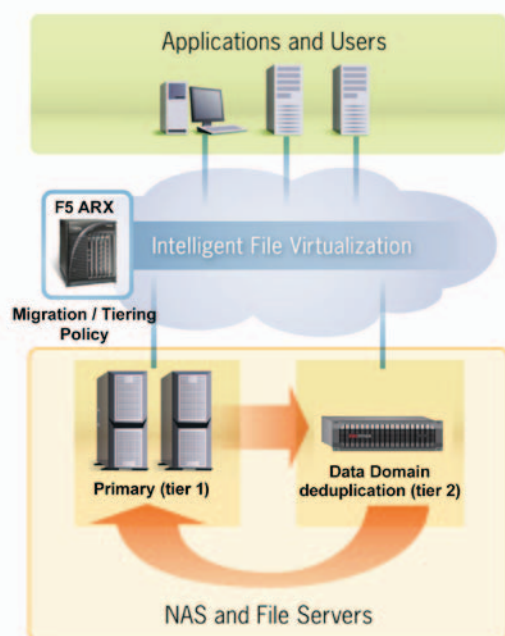 Applications and Users
F5 ARX
Intelligent File Virtualization
Migration / Tiering
Policy
Primary (tier 1)
Data Domain
deduplication (tier 2)
NAS and File Servers